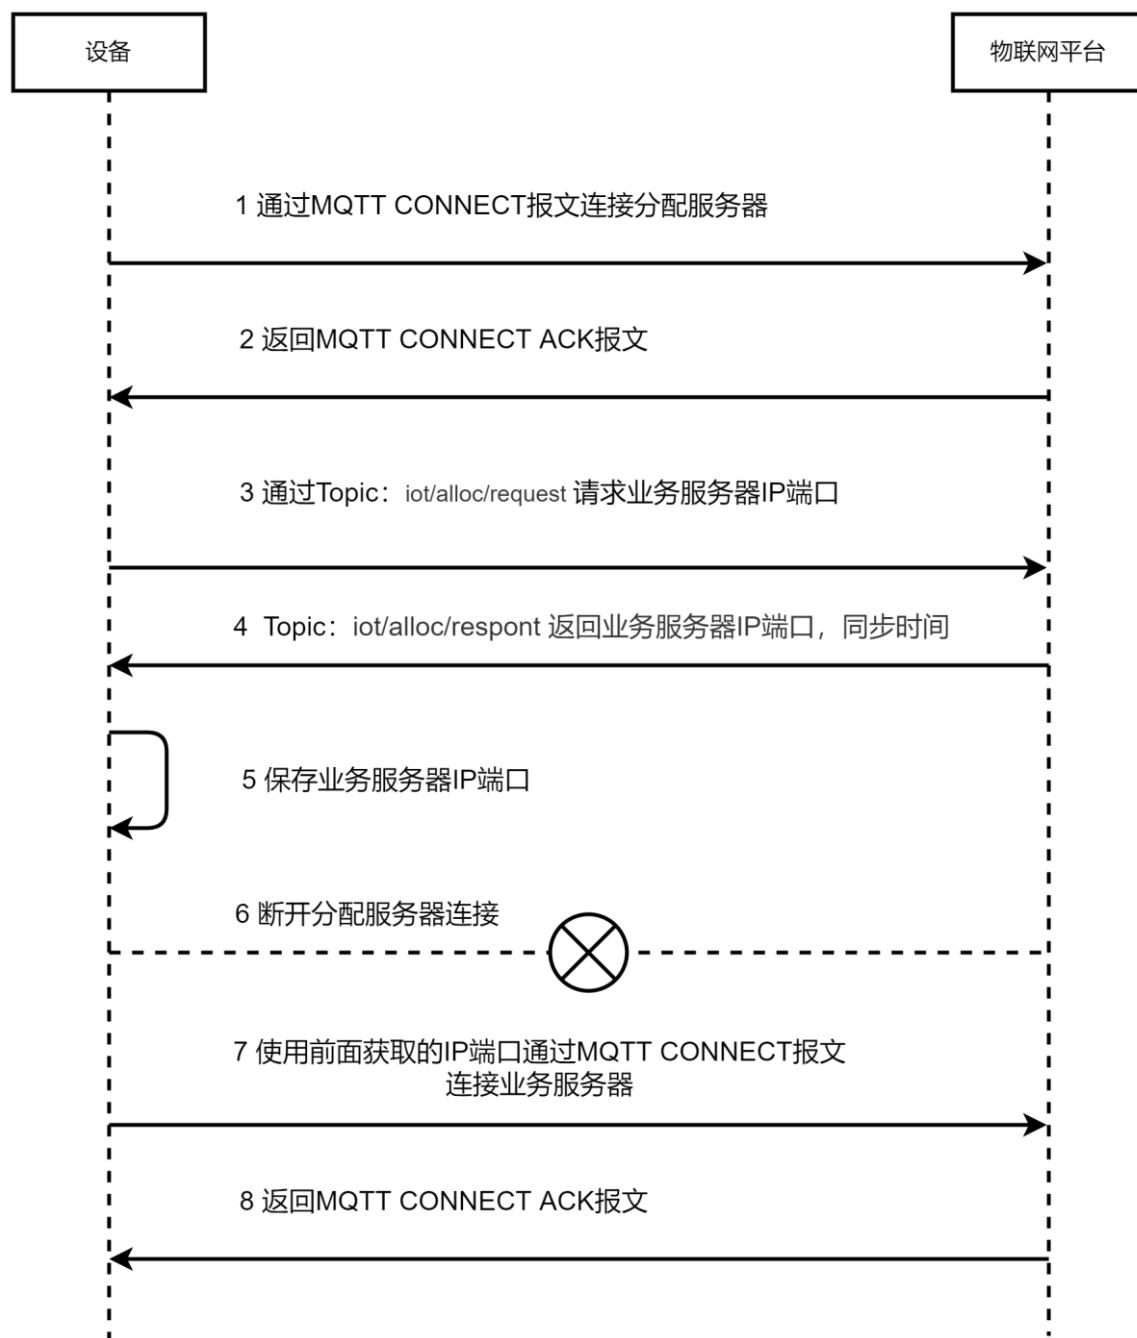 设备
物联网平台
1 通过MQTT CONNECT报文连接分配服务器
2 返回MQTT CONNECT ACK报文
3 通过Topic：iot/alloc/request 请求业务服务器IP端口
4 Topic：iot/alloc/respont 返回业务服务器IP端口，同步时间
5 保存业务服务器IP端口
6 断开分配服务器连接
7 使用前面获取的IP端口通过MQTT CONNECT报文
连接业务服务器
8 返回MQTT CONNECT ACK报文